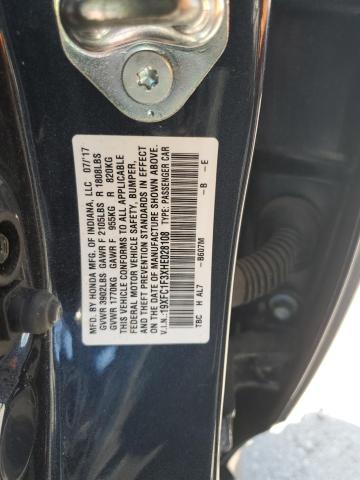 MFD. BY HONDA MFG. OF INDIANA, LLC 07/17
GVWR 3902LBS GAWR F 2105LBS R 1808LBS
GVWR 1770KG GAWR F 955KG R 820KG
THIS VEHICLE CONFORMS TO ALL APPLICABLE
FEDERAL MOTOR VEHICLE SAFETY, BUMPER,
AND THEFT PREVENTION STANDARDS IN EFFECT
ON THE DATE OF MANUFACTURE SHOWN ABOVE.
V.I.N.: 19XFC1F3XHE028108 TYPE: PASSENGER CAR
B607M B E
TBC H AL7